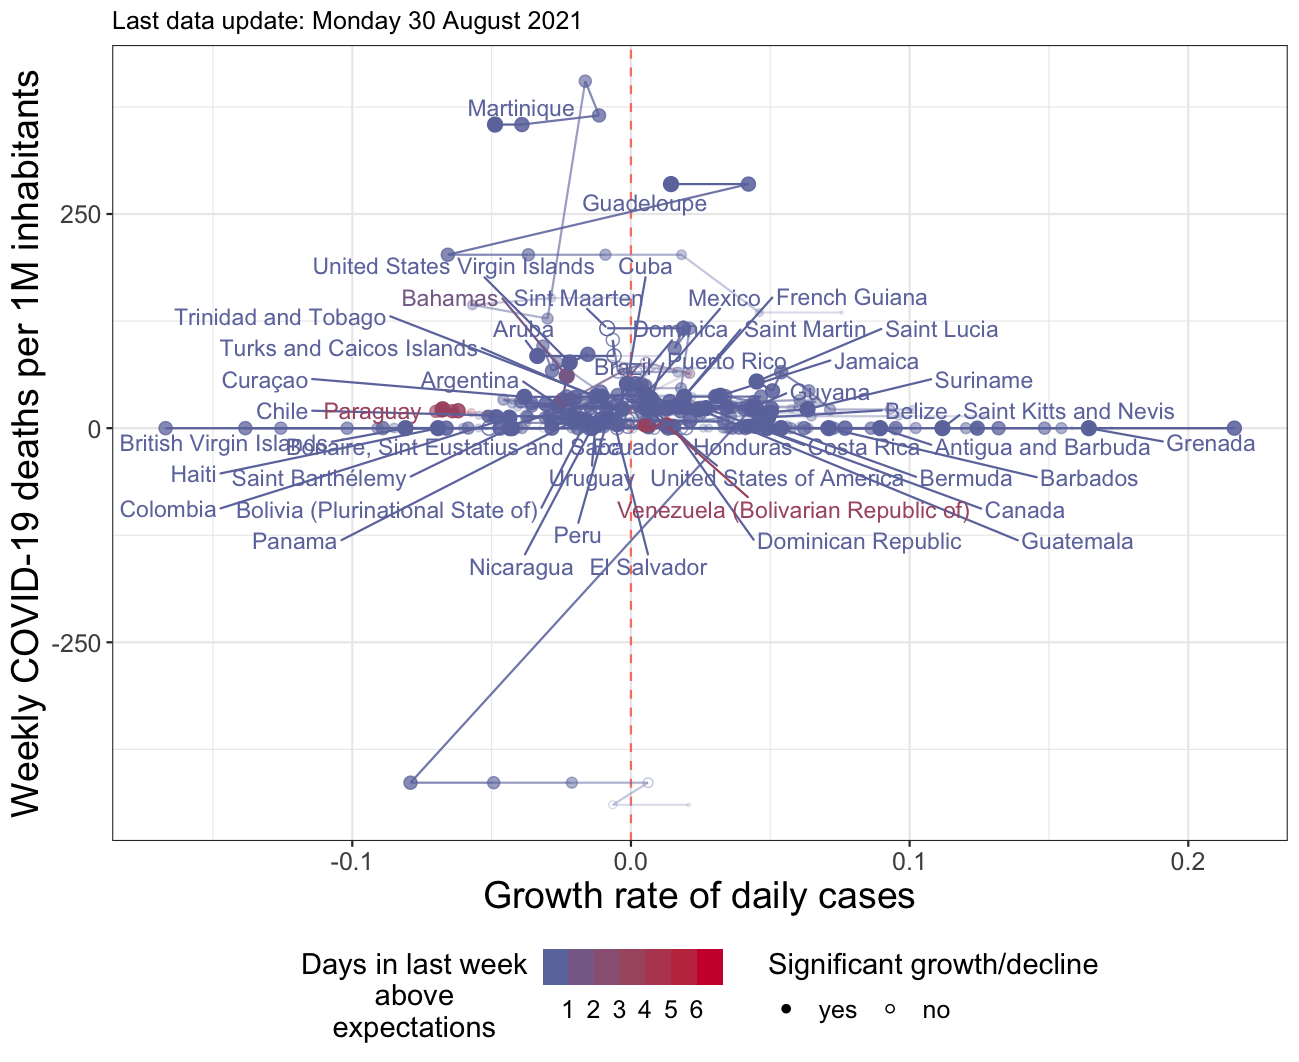 Last data update: Monday 30 August 2021
Weekly COVID-19 deaths per 1M inhabitants
250
0
-250
Martinique
Guadeloupe
United States Virgin Islands
Cuba
Bahamas
Sint Maarten
Mexico
French Guiana
Trinidad and Tobago
Aruba
Dominica
Saint Martin
Saint Lucia
Turks and Caicos Islands
Brazil
Puerto Rico
Jamaica
Curaçao
Argentina
Guyana
Suriname
Chile
Paraguay
Belize
Saint Kitts and Nevis
British Virgin Islands
Bonaire, Sint Eustatius and Saba
Ecuador
Honduras
Costa Rica
Antigua and Barbuda
Grenada
Haiti
Saint Barthélemy
Uruguay
United States of America
Bermuda
Barbados
Colombia
Bolivia (Plurinational State of)
Venezuela (Bolivarian Republic of)
Canada
Panama
Peru
Dominican Republic
Guatemala
Nicaragua
El Salvador
-0.1
0.0
0.1
0.2
Growth rate of daily cases
Days in last week
above
expectations
1 2 3 4 5 6
Significant growth/decline
yes
no